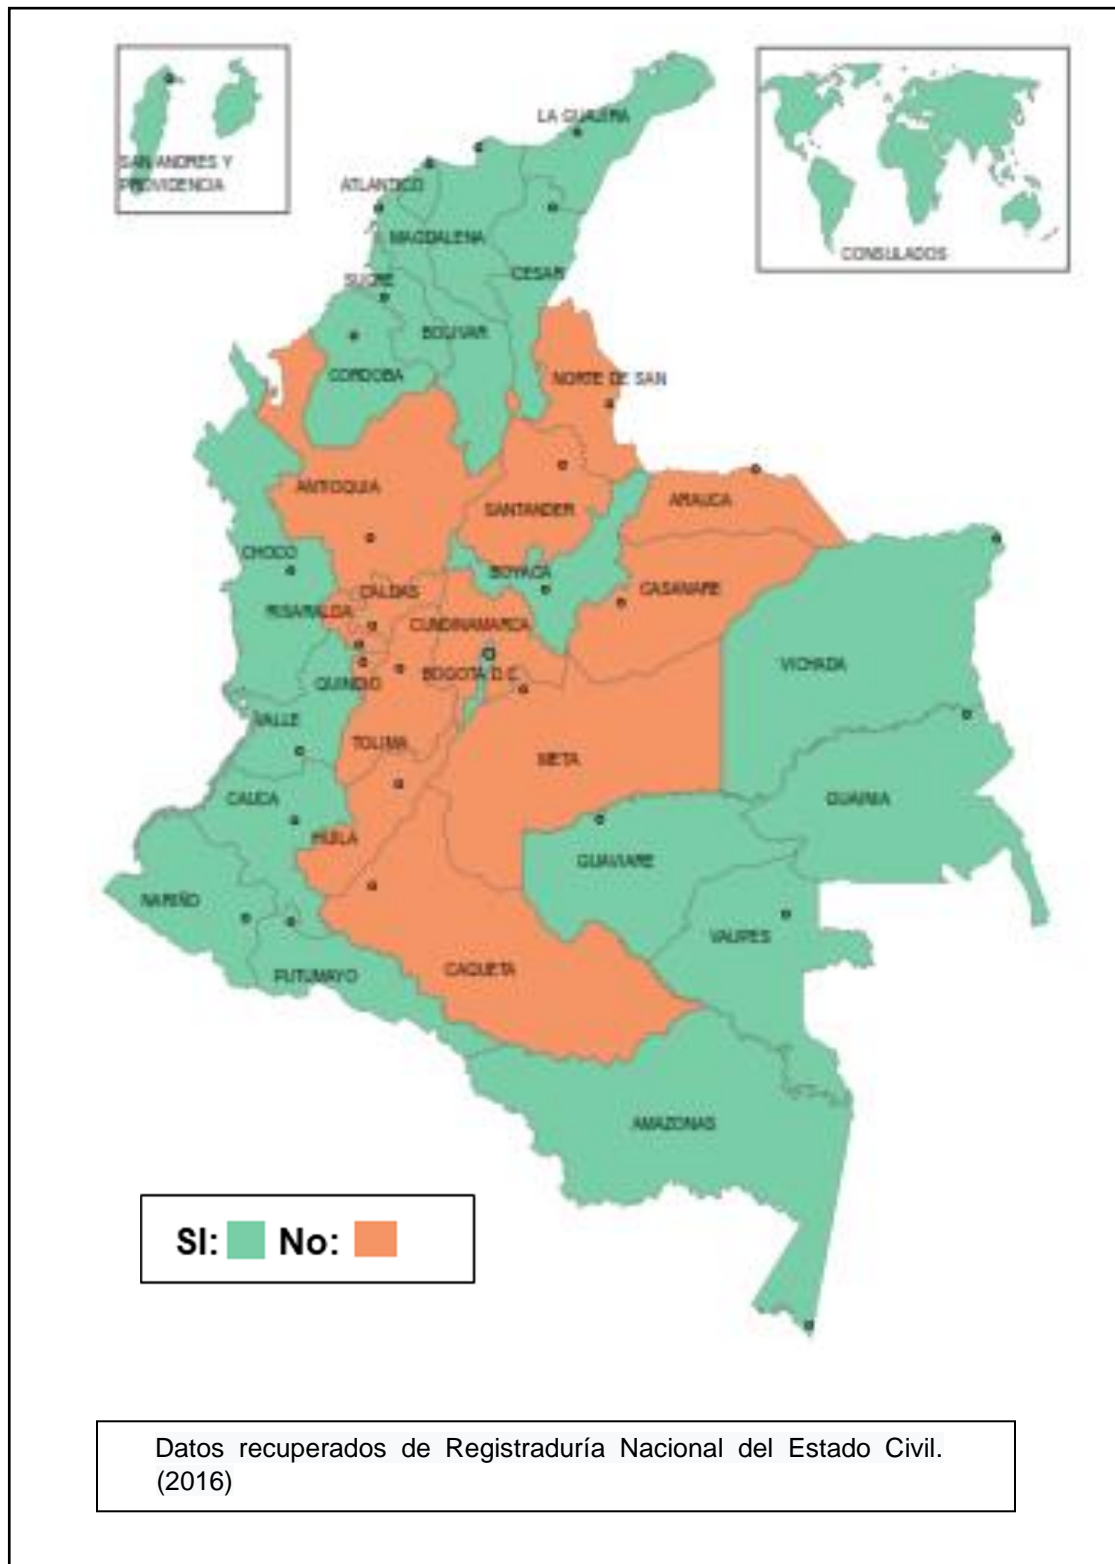 SAN ANDRES Y
PROVIDENCIA
LA GUAJIRA
ATLANTICO
MAGDALENA
CONSULADOS
CESAR
SUCRE
BOLIVAR
CORDOBA
NORTE DE SAN
ANTIOQUIA
SANTANDER
ARAUCA
CHOCO
BOYACA
CASANARE
CALDAS
RISARALDA
CUNDINAMARCA
VICHADA
BOGOTA D.C.
QUINDIO
VALLE
TOLIMA
META
CAUCA
GUAINIA
HUILA
GUAVIARE
NARIÑO
VAUPES
CAQUETA
PUTUMAYO
AMAZONAS
SI: No:
Datos recuperados de Registraduría Nacional del Estado Civil.
(2016)